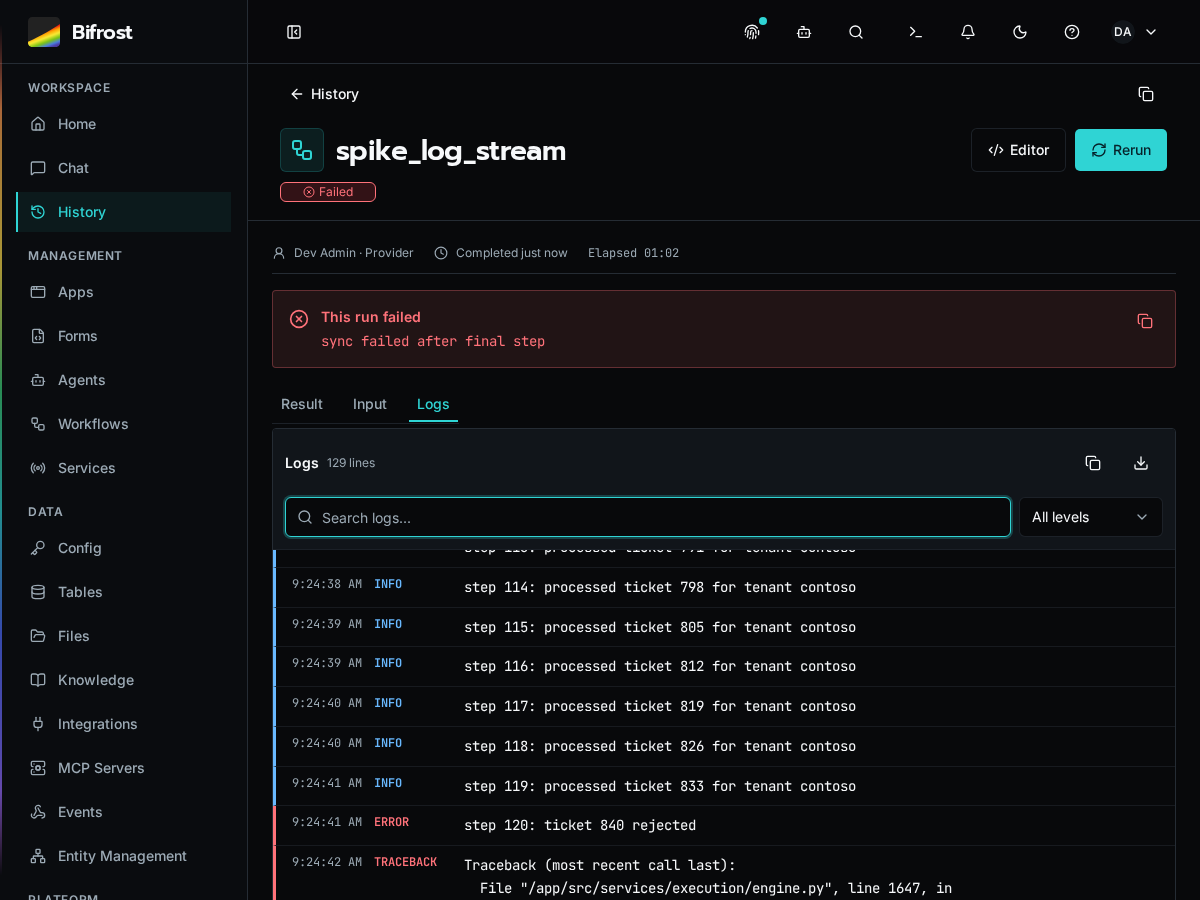 Bifrost
DA
WORKSPACE
Home
Chat
History
MANAGEMENT
Apps
Forms
Agents
Workflows
Services
DATA
Config
Tables
Files
Knowledge
Integrations
MCP Servers
Events
Entity Management
PLATFORM
History
spike_log_stream
Editor
Rerun
Failed
Dev Admin · Provider
Completed just now
Elapsed 01:02
This run failed
sync failed after final step
Result
Input
Logs
Logs 129 lines
Search logs...
All levels
9:24:38 AM INFO step 114: processed ticket 798 for tenant contoso
9:24:39 AM INFO step 115: processed ticket 805 for tenant contoso
9:24:39 AM INFO step 116: processed ticket 812 for tenant contoso
9:24:40 AM INFO step 117: processed ticket 819 for tenant contoso
9:24:40 AM INFO step 118: processed ticket 826 for tenant contoso
9:24:41 AM INFO step 119: processed ticket 833 for tenant contoso
9:24:41 AM ERROR step 120: ticket 840 rejected
9:24:42 AM TRACEBACK Traceback (most recent call last):
File "/app/src/services/execution/engine.py", line 1647, in